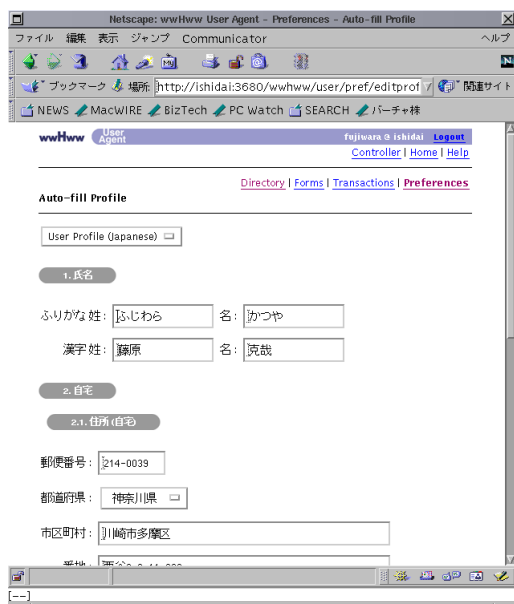 Netscape: wwHww User Agent - Preferences - Auto-fill Profile
ファイル 編集 表示 ジャンプ Communicator ヘルプ
ブックマーク 場所: http://ishidai:3680/wwhww/user/pref/editprof 関連サイト
NEWS MacWIRE BizTech PC Watch SEARCH バーチャ株
wwHww User Agent fujiwara @ ishidai Logout
Controller | Home | Help
Directory | Forms | Transactions | Preferences
Auto-fill Profile
User Profile (Japanese)
1. 氏名
ふりがな 姓: ふじわら 名: かつや
漢字 姓: 藤原 名: 克哉
2. 自宅
2.1. 住所 (自宅)
郵便番号: 214-0039
都道府県: 神奈川県
市区町村: 川崎市多摩区
[--]